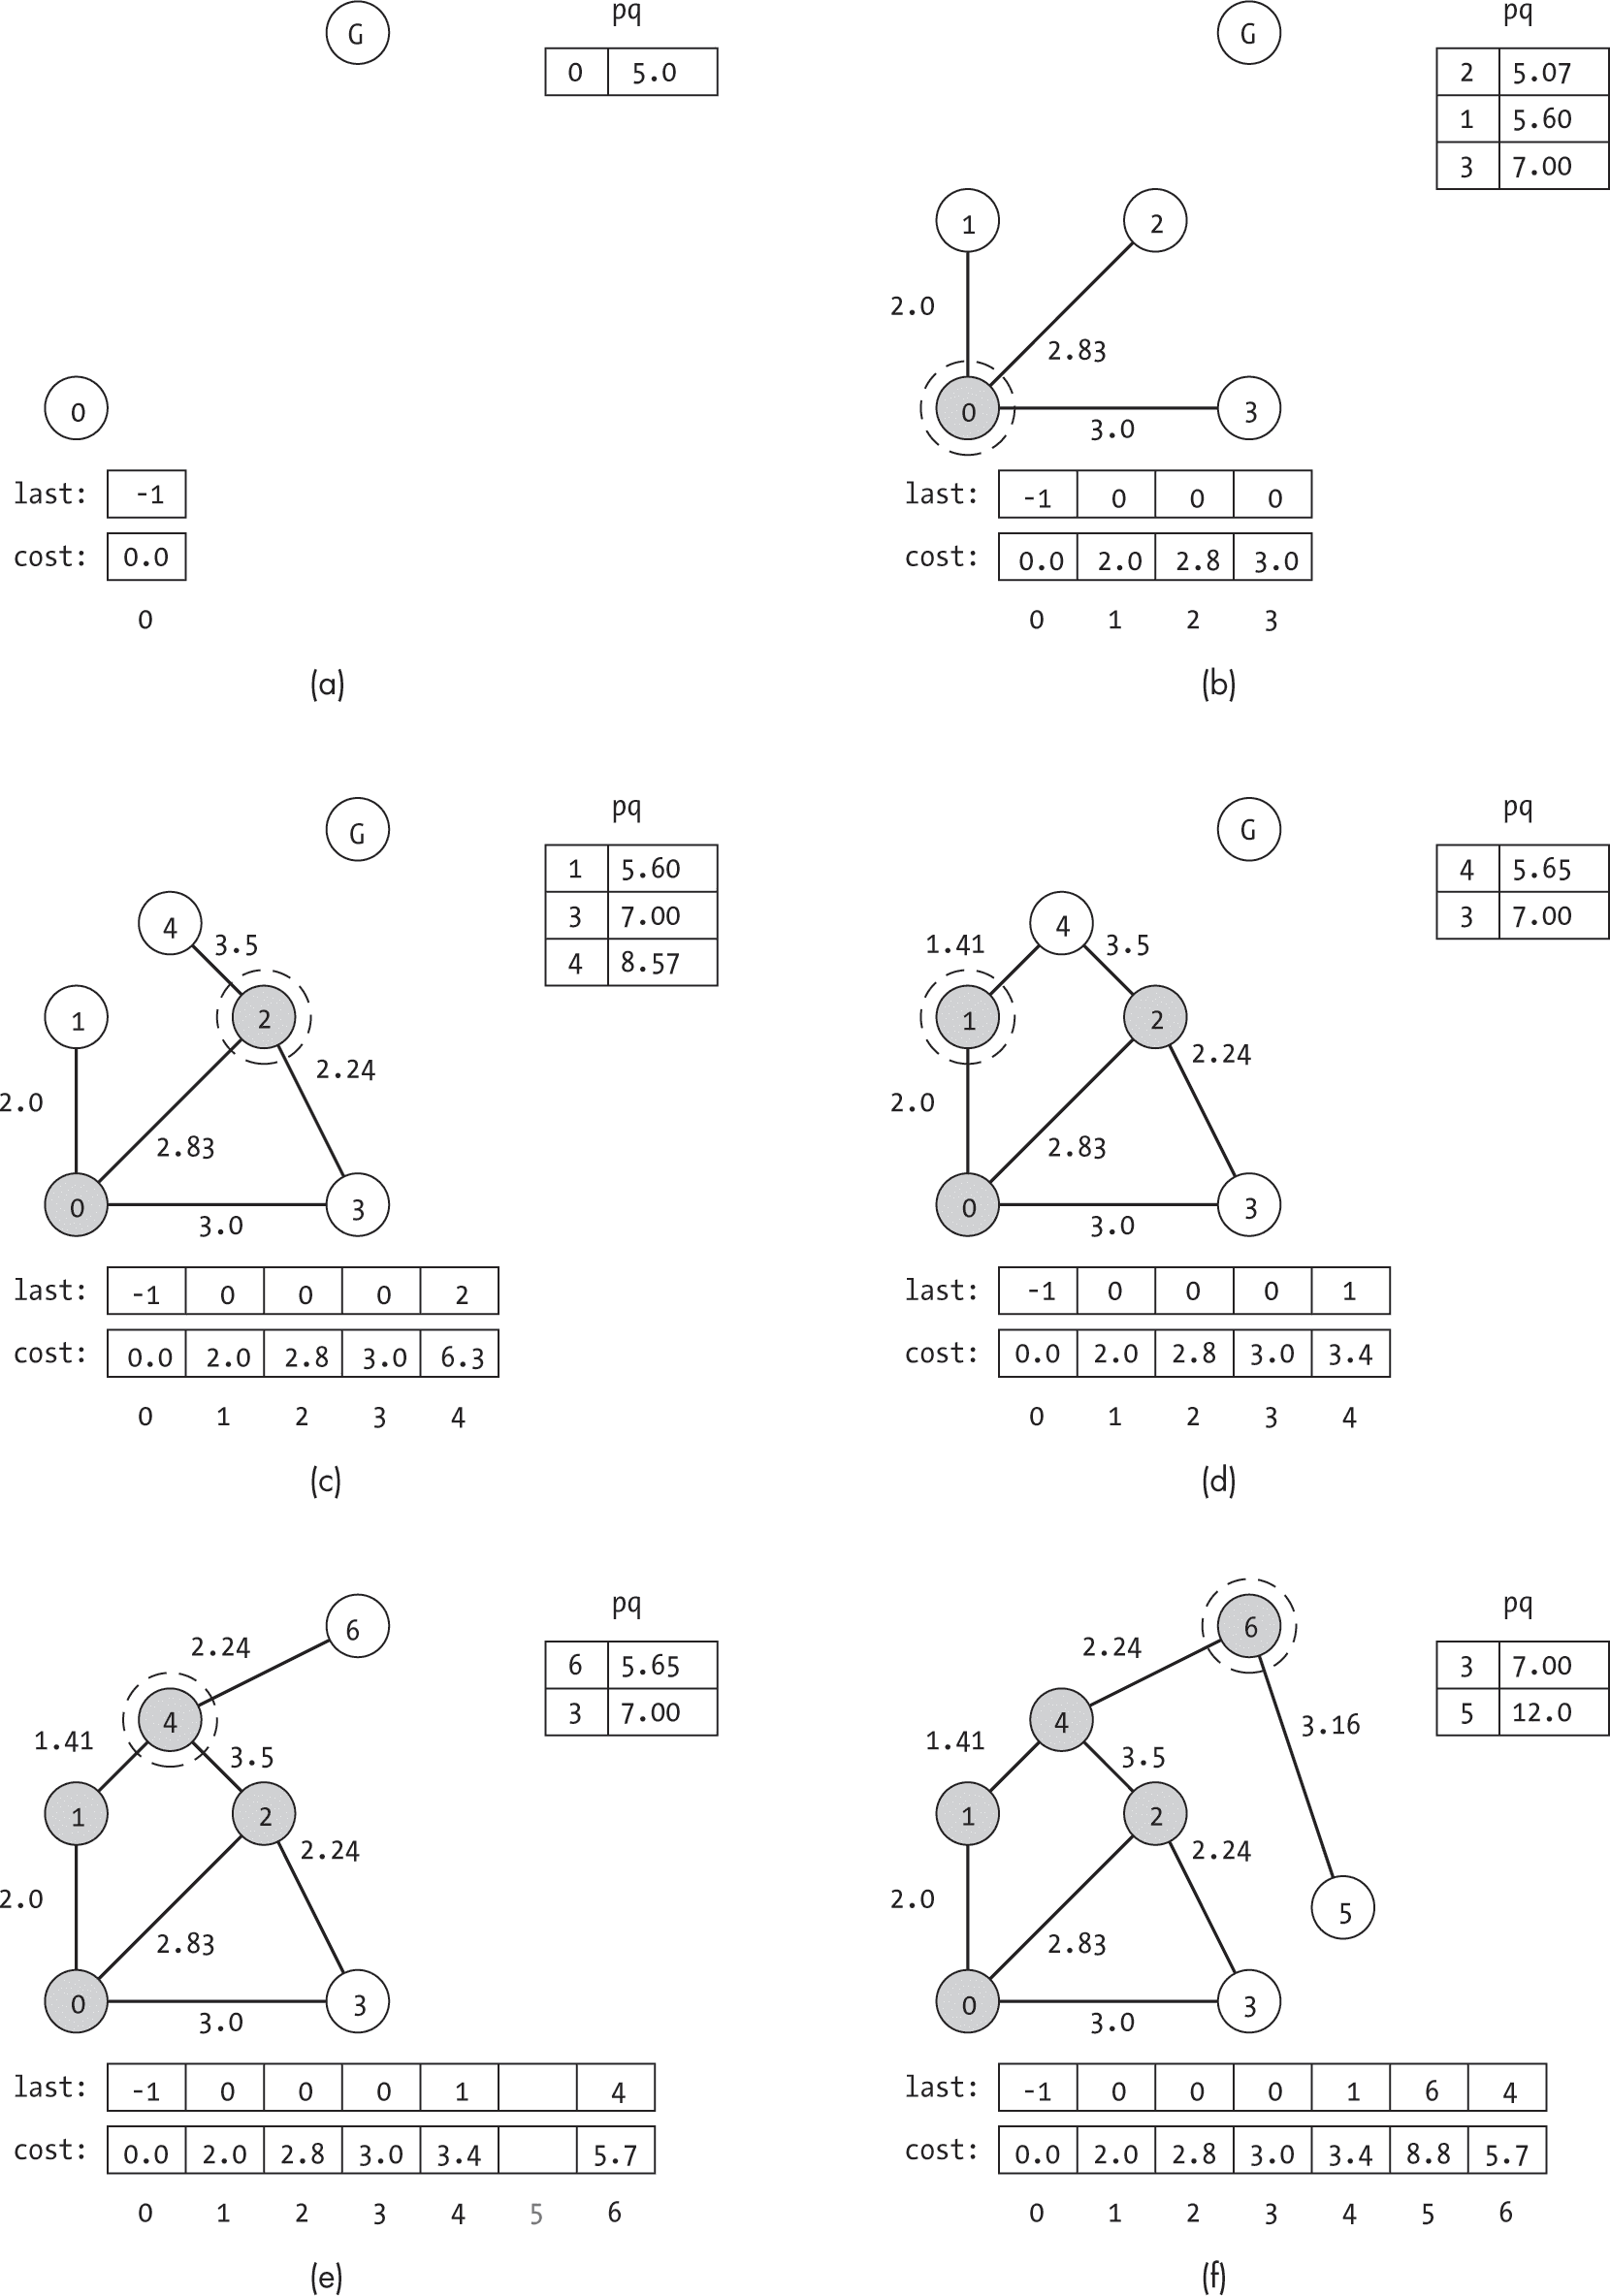 G
pq
0 5.0
0
last: -1
cost: 0.0
0
(a)
G
pq
2 5.07
1 5.60
3 7.00
1 2
2.0
2.83
0 3
3.0
last: -1 0 0 0
cost: 0.0 2.0 2.8 3.0
0 1 2 3
(b)
G
pq
1 5.60
3 7.00
4 8.57
4
3.5
1 2
2.24
2.0
2.83
0 3
3.0
last: -1 0 0 0 2
cost: 0.0 2.0 2.8 3.0 6.3
0 1 2 3 4
(c)
G
pq
4 5.65
3 7.00
4
1.41 3.5
1 2
2.24
2.0
2.83
0 3
3.0
last: -1 0 0 0 1
cost: 0.0 2.0 2.8 3.0 3.4
0 1 2 3 4
(d)
6
pq
6 5.65
3 7.00
2.24
4
1.41 3.5
1 2
2.24
2.0
2.83
0 3
3.0
last: -1 0 0 0 1 4
cost: 0.0 2.0 2.8 3.0 3.4 5.7
0 1 2 3 4 5 6
(e)
6
pq
3 7.00
5 12.0
2.24
4
3.16
1.41 3.5
1 2
2.24
2.0
5
2.83
0 3
3.0
last: -1 0 0 0 1 6 4
cost: 0.0 2.0 2.8 3.0 3.4 8.8 5.7
0 1 2 3 4 5 6
(f)